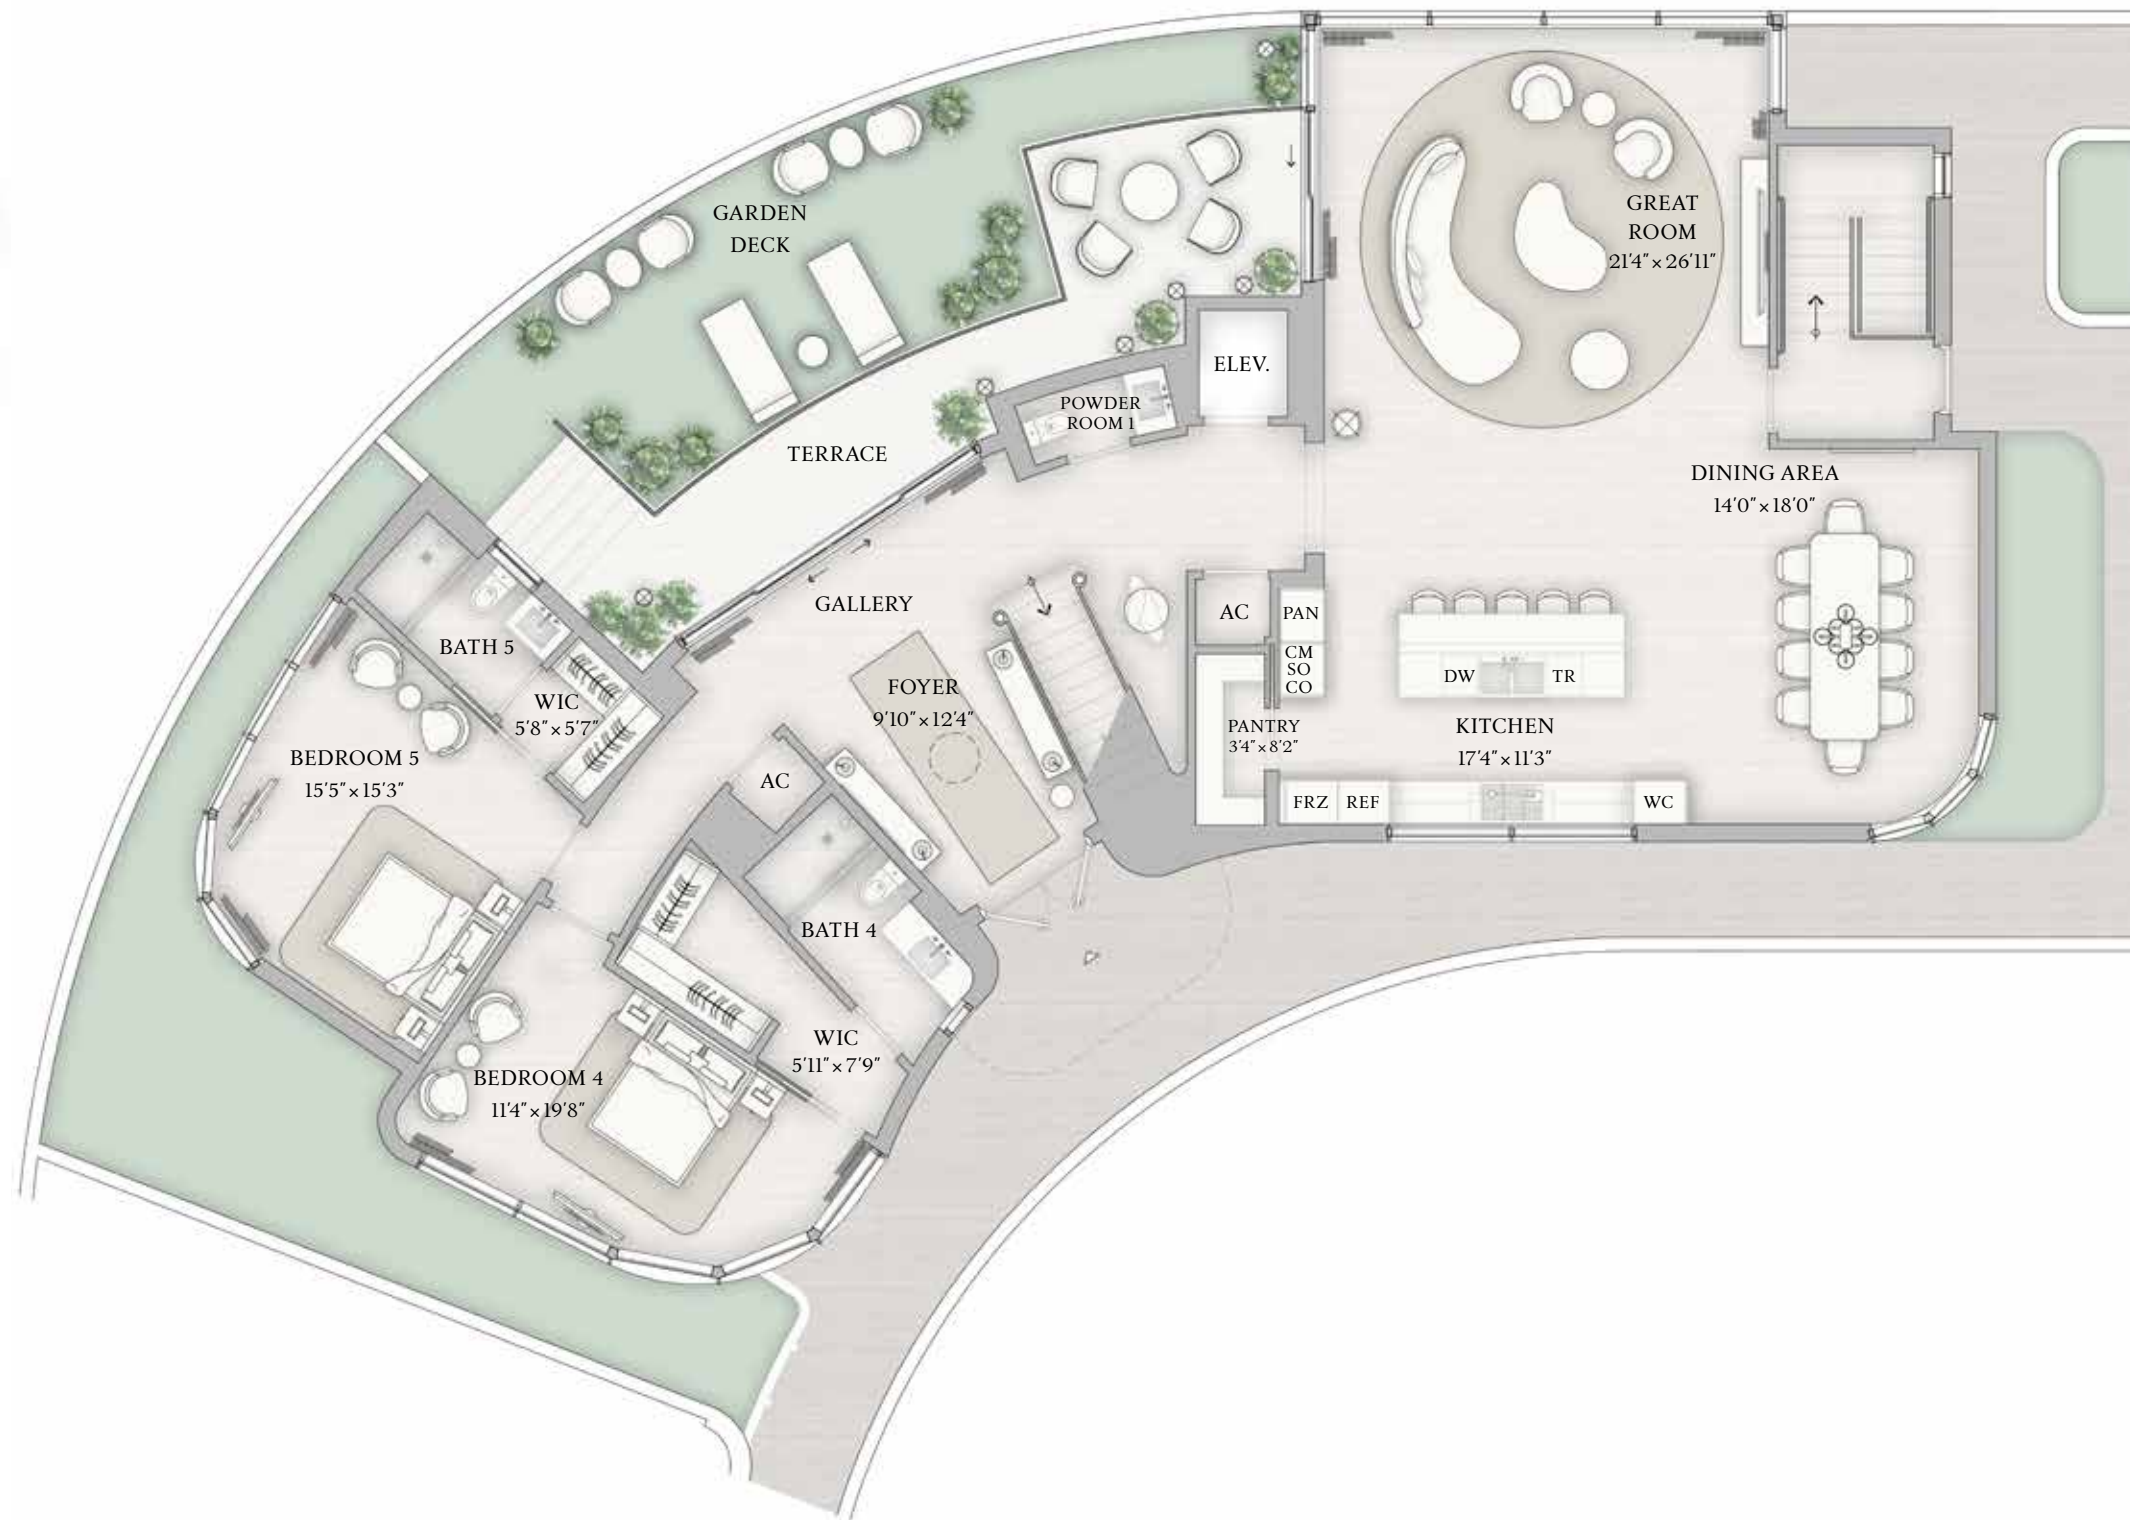 GARDEN
DECK
GREAT
ROOM
21'4" × 26'11"
ELEV.
POWDER
ROOM 1
TERRACE
DINING AREA
14'0" × 18'0"
GALLERY
AC
PAN
CM
SO
CO
BATH 5
WIC
5'8" × 5'7"
FOYER
9'10" × 12'4"
DW
TR
PANTRY
3'4" × 8'2"
KITCHEN
17'4" × 11'3"
BEDROOM 5
15'5" × 15'3"
AC
FRZ
REF
WC
BATH 4
WIC
5'11" × 7'9"
BEDROOM 4
11'4" × 19'8"